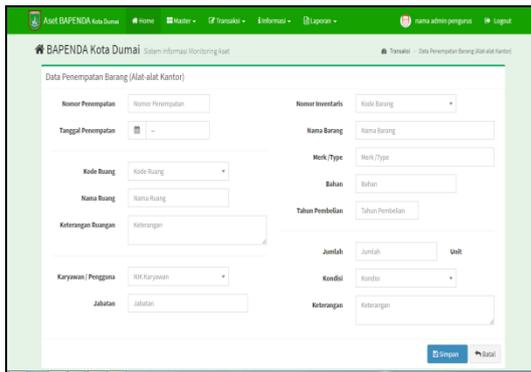 Aset BAPENDA Kota Dumai Home Master Transaksi Informasi Laporan nama admin pengurus Logout
BAPENDA Kota Dumai Sistem Informasi Monitoring Aset Transaksi Data Penempatan Barang (Alat-alat Kantor)
Data Penempatan Barang (Alat-alat Kantor)
Nomor Penempatan Nomor Penempatan
Tanggal Penempatan --
Kode Ruang Kode Ruang
Nama Ruang Nama Ruang
Keterangan Ruangan Keterangan
Karyawan / Pengguna NIK Karyawan
Jabatan Jabatan
Nomor Inventaris Kode Barang
Nama Barang Nama Barang
Merk /Type Merk /Type
Bahan Bahan
Tahun Pembelian Tahun Pembelian
Jumlah Jumlah Unit
Kondisi Kondisi
Keterangan Keterangan
Simpan Batal